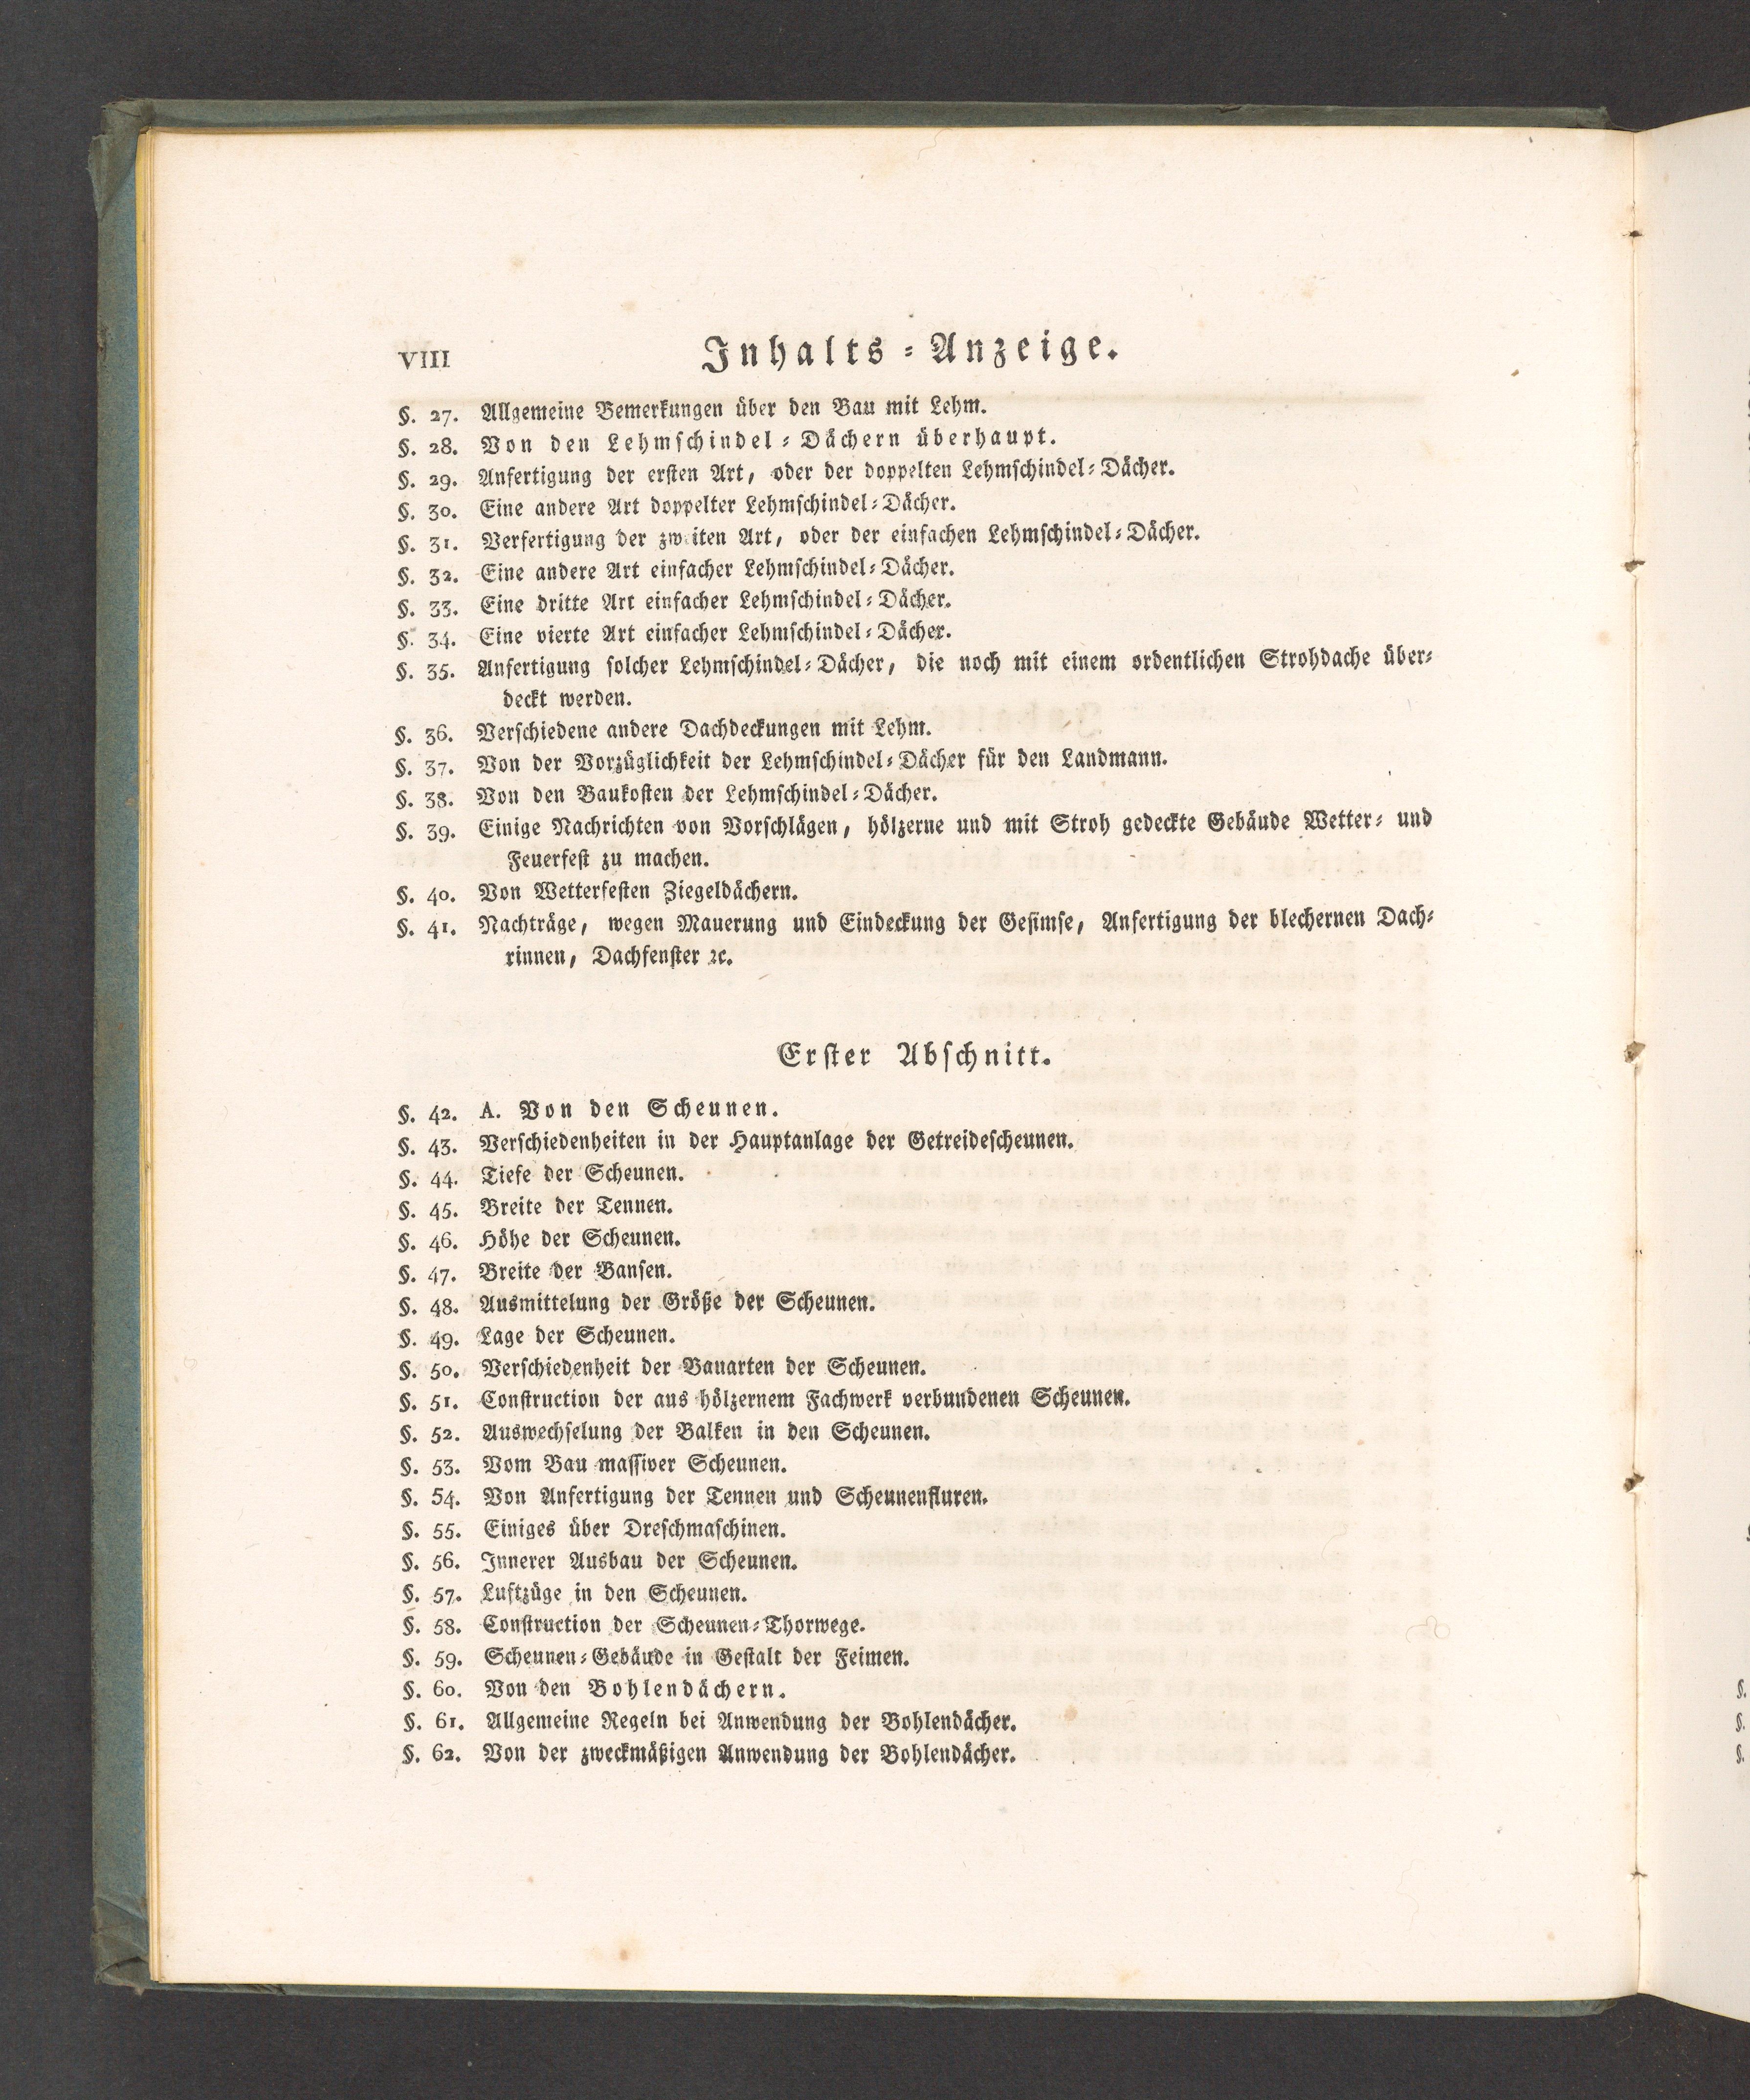 VIII Inhalts-Anzeige.
§. 27. Allgemeine Bemerkungen über den Bau mit Lehm.
§. 28. Von den Lehmschindel-Dächern überhaupt.
§. 29. Anfertigung der ersten Art, oder der doppelten Lehmschindel-Dächer.
§. 30. Eine andere Art doppelter Lehmschindel-Dächer.
§. 31. Verfertigung der zweiten Art, oder der einfachen Lehmschindel-Dächer.
§. 32. Eine andere Art einfacher Lehmschindel-Dächer.
§. 33. Eine dritte Art einfacher Lehmschindel-Dächer.
§. 34. Eine vierte Art einfacher Lehmschindel-Dächer.
§. 35. Anfertigung solcher Lehmschindel-Dächer, die noch mit einem ordentlichen Strohdache über-
deckt werden.
§. 36. Verschiedene andere Dachdeckungen mit Lehm.
§. 37. Von der Vorzüglichkeit der Lehmschindel-Dächer für den Landmann.
§. 38. Von den Baukosten der Lehmschindel-Dächer.
§. 39. Einige Nachrichten von Vorschlägen, hölzerne und mit Stroh gedeckte Gebäude Wetter- und
Feuerfest zu machen.
§. 40. Von Wetterfesten Ziegeldächern.
§. 41. Nachträge, wegen Mauerung und Eindeckung der Gesimse, Anfertigung der blechernen Dach-
rinnen, Dachfenster ꝛc.
Erster Abschnitt.
§. 42. A. Von den Scheunen.
§. 43. Verschiedenheiten in der Hauptanlage der Getreidescheunen.
§. 44. Tiefe der Scheunen.
§. 45. Breite der Tennen.
§. 46. Höhe der Scheunen.
§. 47. Breite der Bansen.
§. 48. Ausmittelung der Größe der Scheunen.
§. 49. Lage der Scheunen.
§. 50. Verschiedenheit der Bauarten der Scheunen.
§. 51. Construction der aus hölzernem Fachwerk verbundenen Scheunen.
§. 52. Auswechselung der Balken in den Scheunen.
§. 53. Vom Bau massiver Scheunen.
§. 54. Von Anfertigung der Tennen und Scheunenfluren.
§. 55. Einiges über Dreschmaschinen.
§. 56. Innerer Ausbau der Scheunen.
§. 57. Luftzüge in den Scheunen.
§. 58. Construction der Scheunen-Thorwege.
§. 59. Scheunen-Gebäude in Gestalt der Feimen.
§. 60. Von den Bohlendächern.
§. 61. Allgemeine Regeln bei Anwendung der Bohlendächer.
§. 62. Von der zweckmäßigen Anwendung der Bohlendächer.